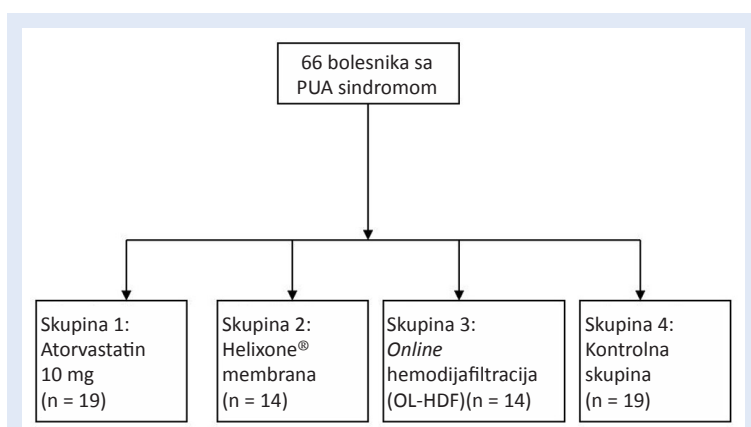 66 bolesnika sa
PUA sindromom
Skupina 1:
Atorvastatin
10 mg
(n = 19)
Skupina 2:
Helixone®
membrana
(n = 14)
Skupina 3:
Online
hemodijafiltracija
(OL-HDF)(n = 14)
Skupina 4:
Kontrolna
skupina
(n = 19)